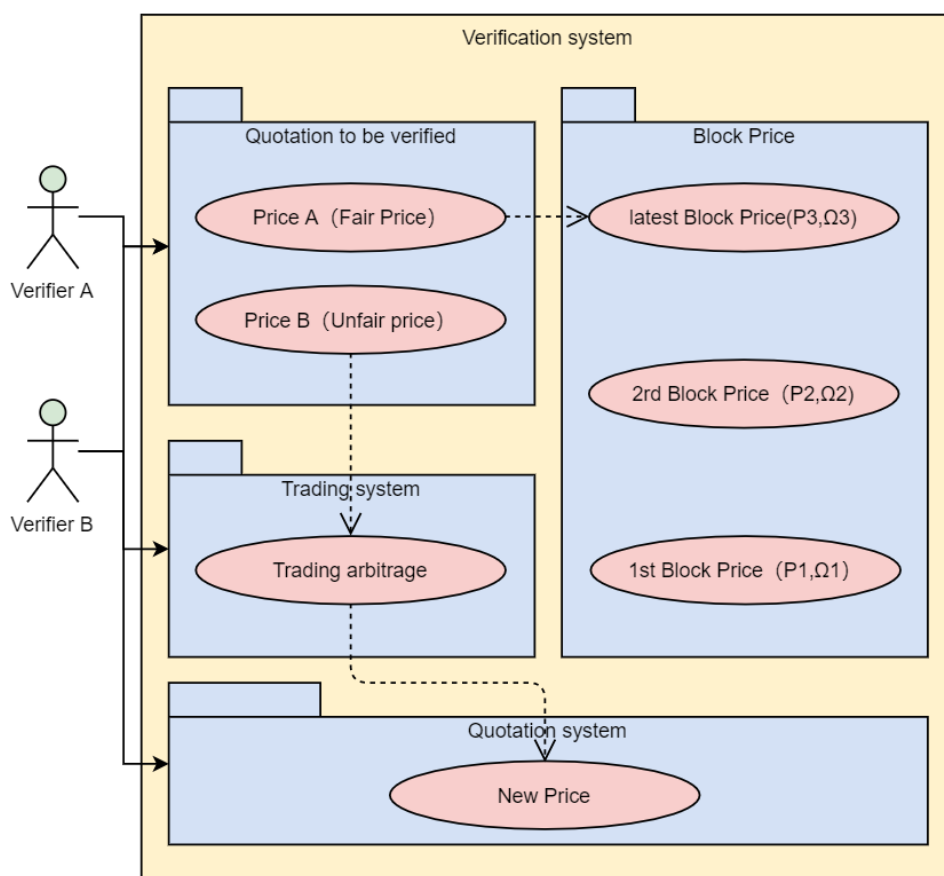 Verification system
Quotation to be verified
Block Price
Price A（Fair Price）
latest Block Price(P3,Ω3)
Verifier A
Price B（Unfair price）
2rd Block Price（P2,Ω2)
Verifier B
Trading system
Trading arbitrage
1st Block Price（P1,Ω1）
Quotation system
New Price